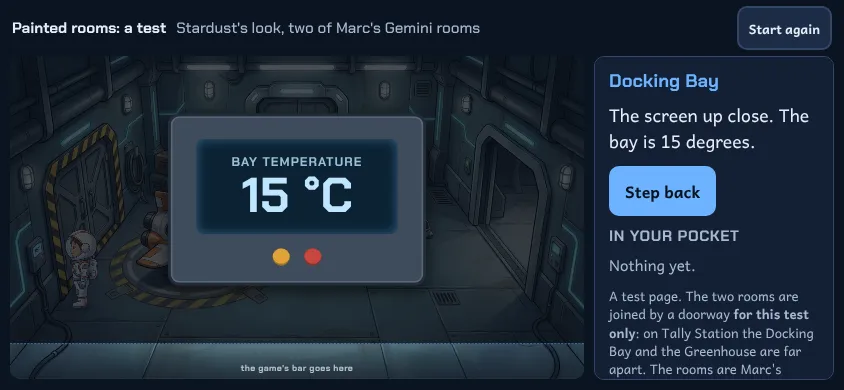 Painted rooms: a test Stardust's look, two of Marc's Gemini rooms
Start again
BAY TEMPERATURE
15 °C
the game's bar goes here
Docking Bay
The screen up close. The
bay is 15 degrees.
Step back
IN YOUR POCKET
Nothing yet.
A test page. The two rooms are
joined by a doorway for this test
only: on Tally Station the Docking
Bay and the Greenhouse are far
apart. The rooms are Marc's